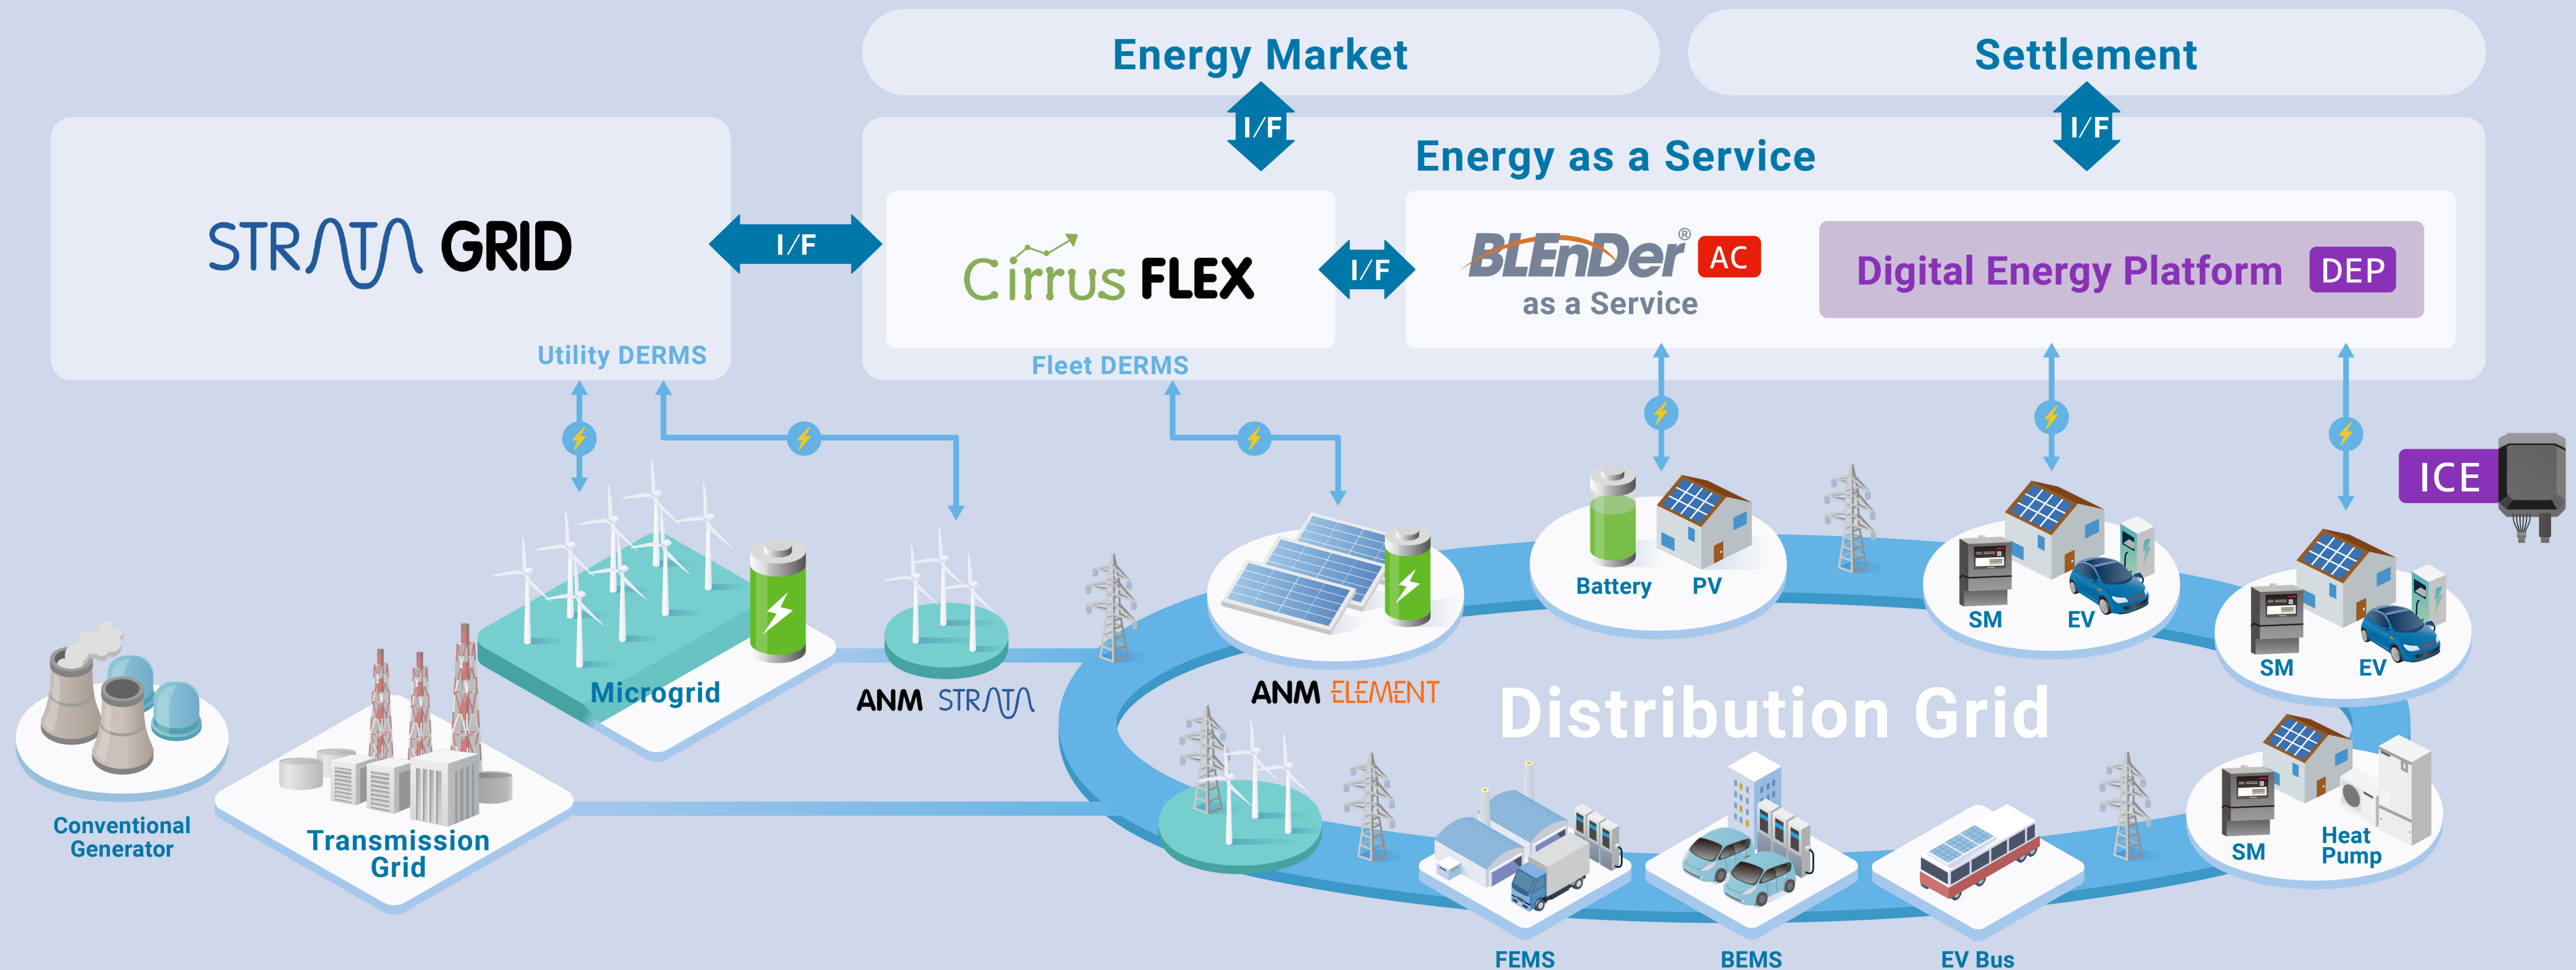 Energy Market
Settlement
I/F
I/F
Energy as a Service
STRATA GRID
I/F
Cirrus FLEX
I/F
BLEnDer® AC
as a Service
Digital Energy Platform DEP
Utility DERMS
Fleet DERMS
ICE
Battery
PV
SM
EV
SM
EV
Microgrid
ANM STRATA
ANM ELEMENT
Distribution Grid
Conventional
Generator
Transmission
Grid
SM
Heat
Pump
FEMS
BEMS
EV Bus